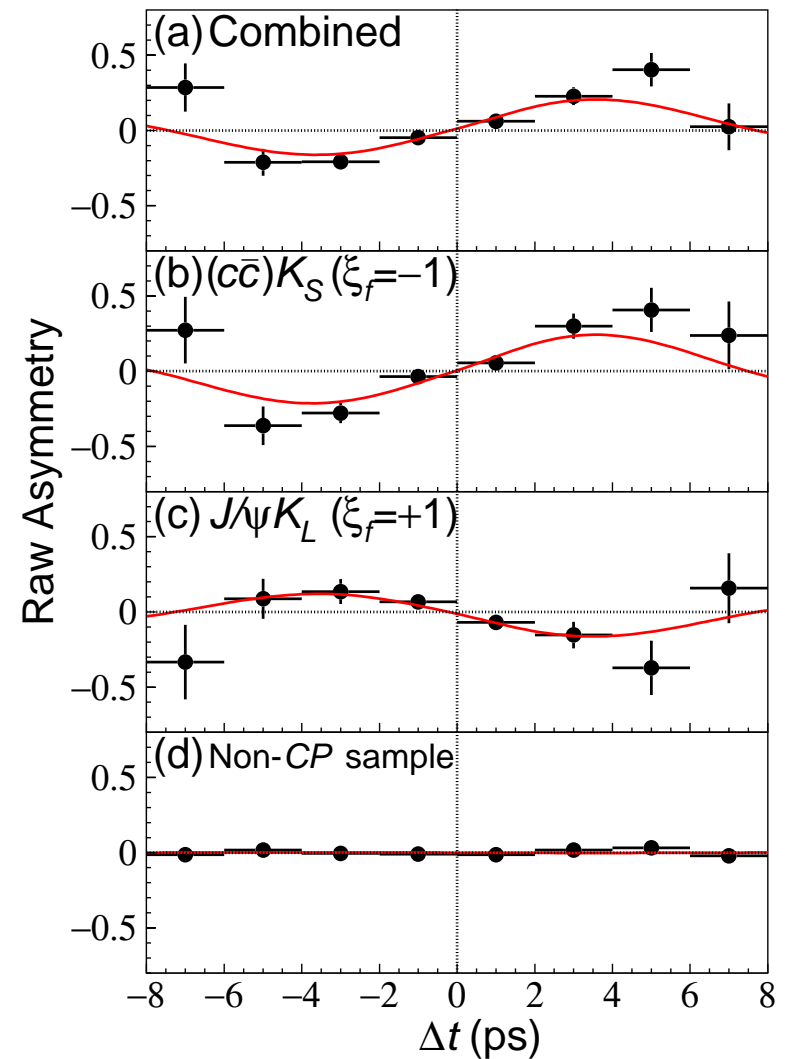 (a) Combined
0.5
0
−0.5
(b) (cc̄)K_S (ξ_f=−1)
0.5
0
−0.5
(c) J/ψK_L (ξ_f=+1)
0.5
0
−0.5
(d) Non-CP sample
0.5
0
−0.5
Raw Asymmetry
−8 −6 −4 −2 0 2 4 6 8
Δt (ps)